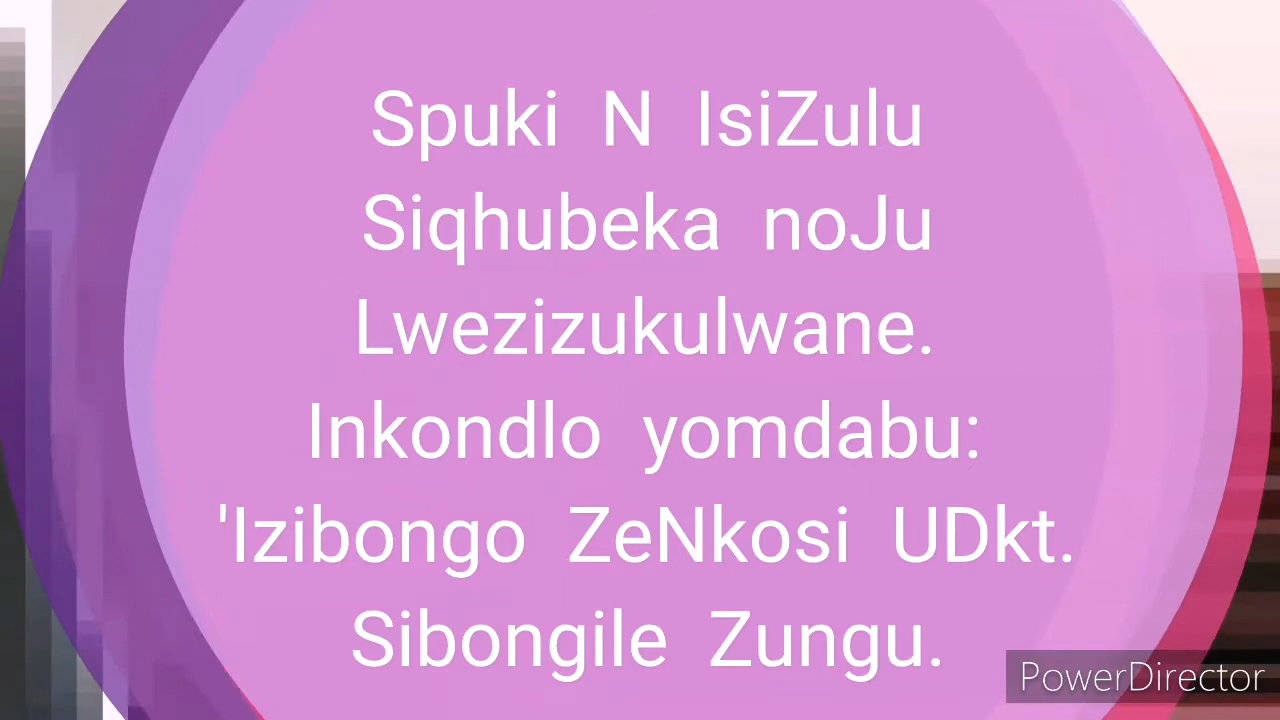 Spuki N IsiZulu
Siqhubeka noJu
Lwezizukulwane.
Inkondlo yomdabu:
'Izibongo ZeNkosi UDkt.
Sibongile Zungu.
PowerDirector